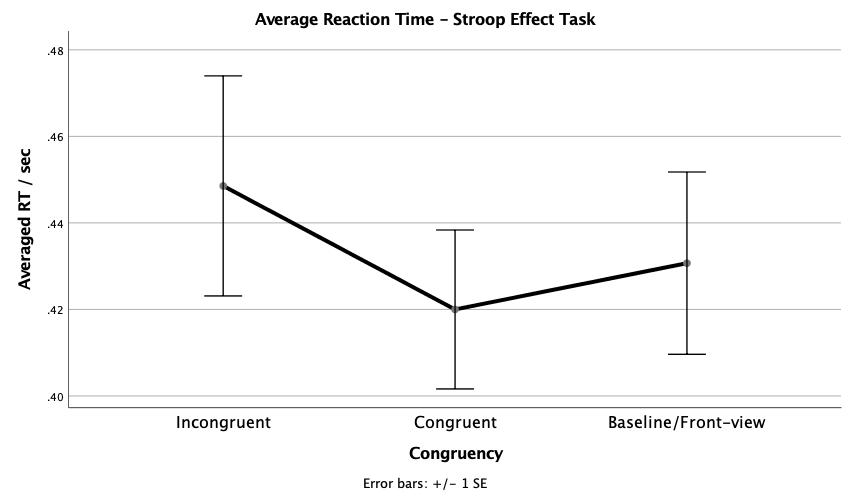 Average Reaction Time – Stroop Effect Task
.48
.46
.44
.42
.40
Averaged RT / sec
Incongruent Congruent Baseline/Front–view
Congruency
Error bars: +/– 1 SE